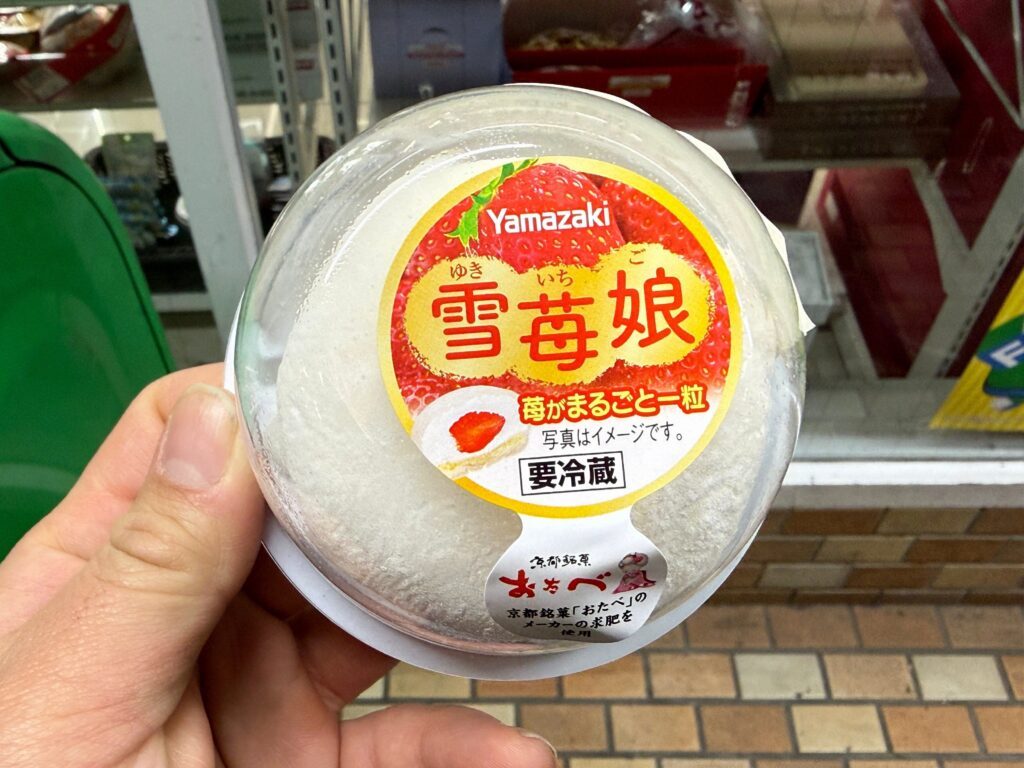 Yamazaki
ゆき いち ご
雪苺娘
苺がまるごと一粒
写真はイメージです。
要冷蔵
京都銘菓
おたべ
京都銘菓「おたべ」の
メーカーの求肥を
使用